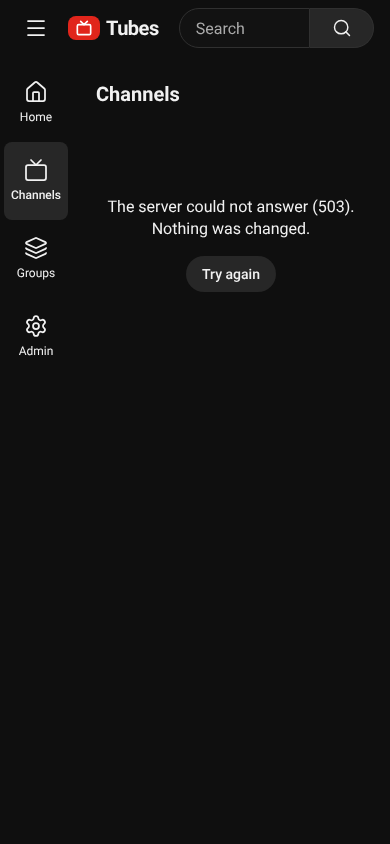 Tubes
Search
Home
Channels
Groups
Admin
Channels
The server could not answer (503).
Nothing was changed.
Try again